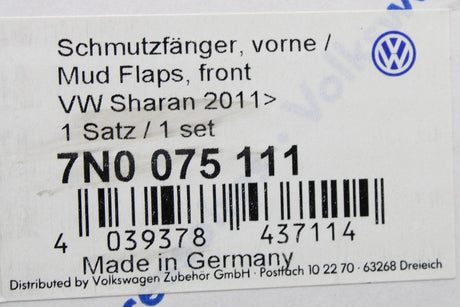 Schmutzfänger, vorne /
Mud Flaps, front
VW Sharan 2011>
1 Satz / 1 set
7N0 075 111
4 039378 437114
Made in Germany
Distributed by Volkswagen Zubehör GmbH · Postfach 10 22 70 · 63268 Dreieich